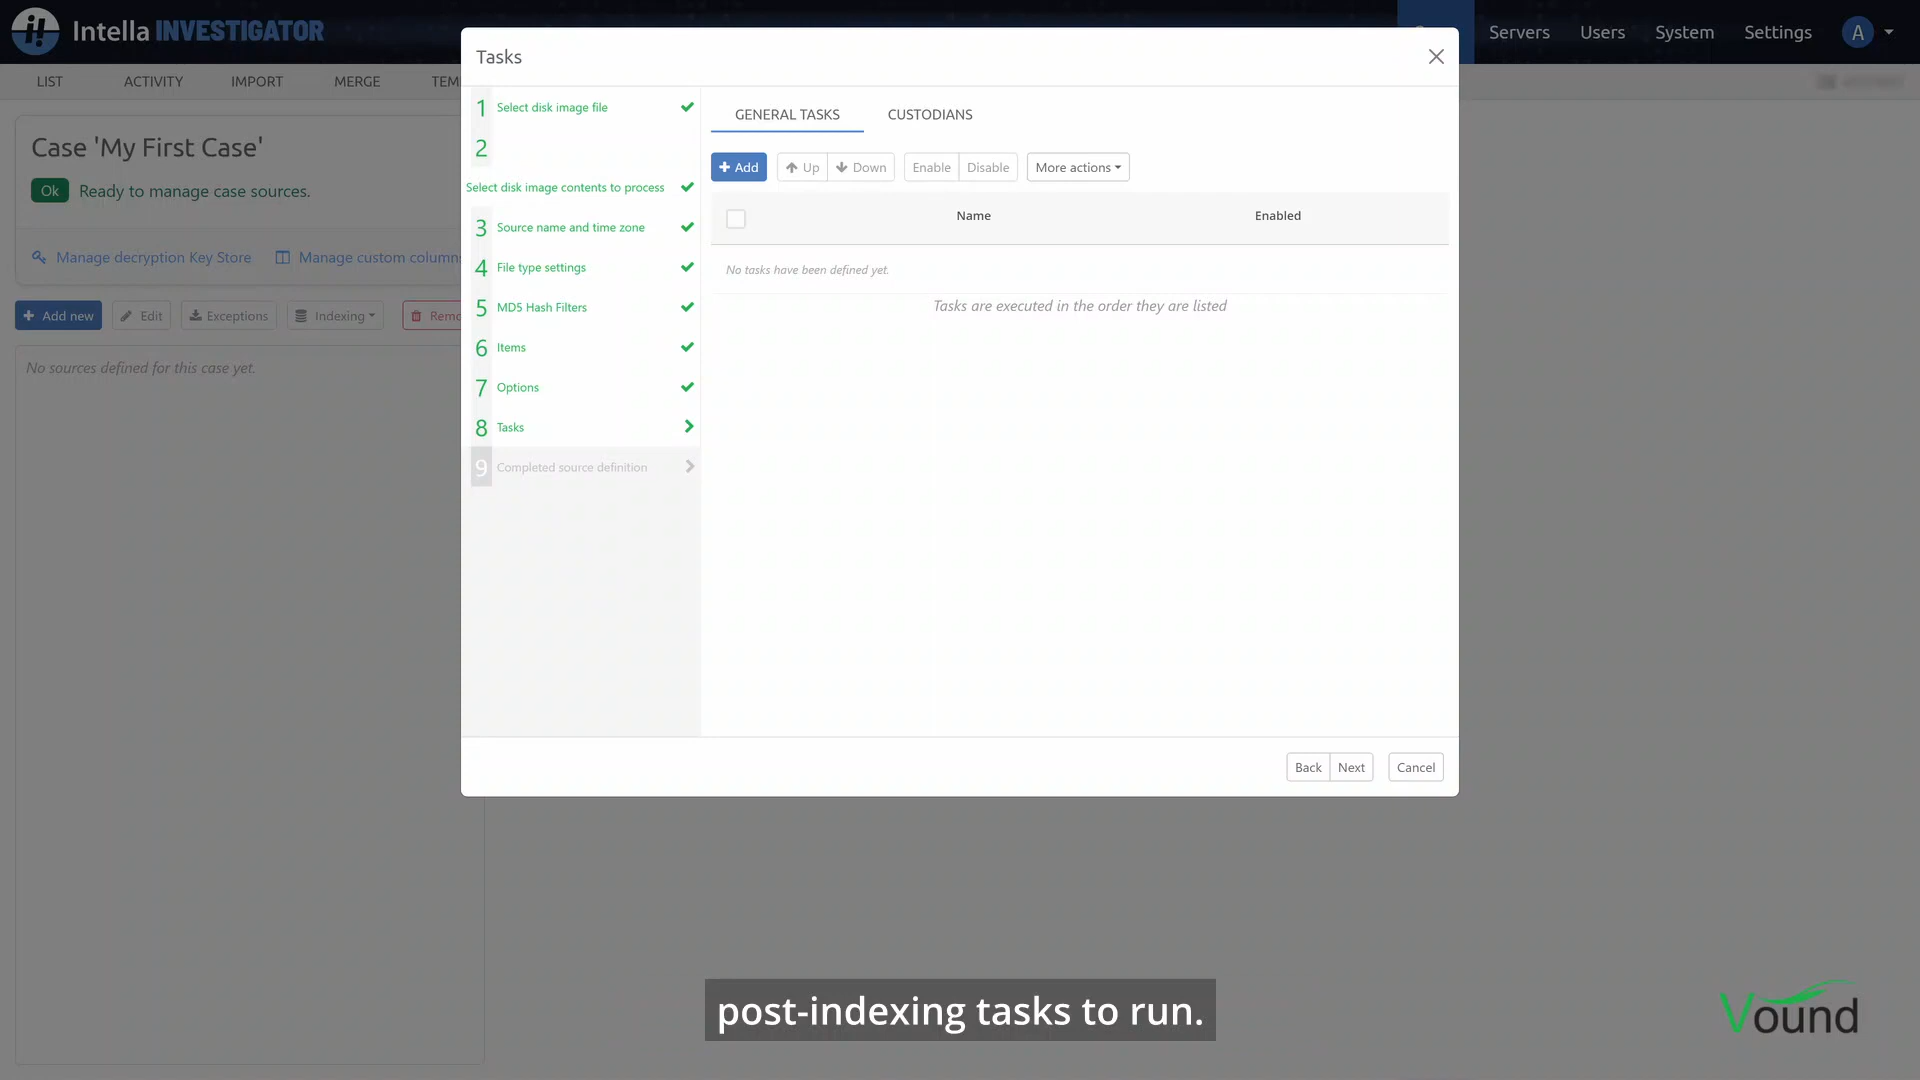 Intella INVESTIGATOR
Servers
Users
System
Settings
A
LIST
ACTIVITY
IMPORT
MERGE
Tasks
Case 'My First Case'
Ok
Ready to manage case sources.
Manage decryption Key Store
Manage custom columns
Add new
Edit
Exceptions
Indexing
No sources defined for this case yet.
1 Select disk image file
2
Select disk image contents to process
3 Source name and time zone
4 File type settings
5 MD5 Hash Filters
6 Items
7 Options
8 Tasks
9 Completed source definition
GENERAL TASKS
CUSTODIANS
Add
Up
Down
Enable
Disable
More actions
Name
Enabled
No tasks have been defined yet.
Tasks are executed in the order they are listed
Back
Next
Cancel
post-indexing tasks to run.
Vound